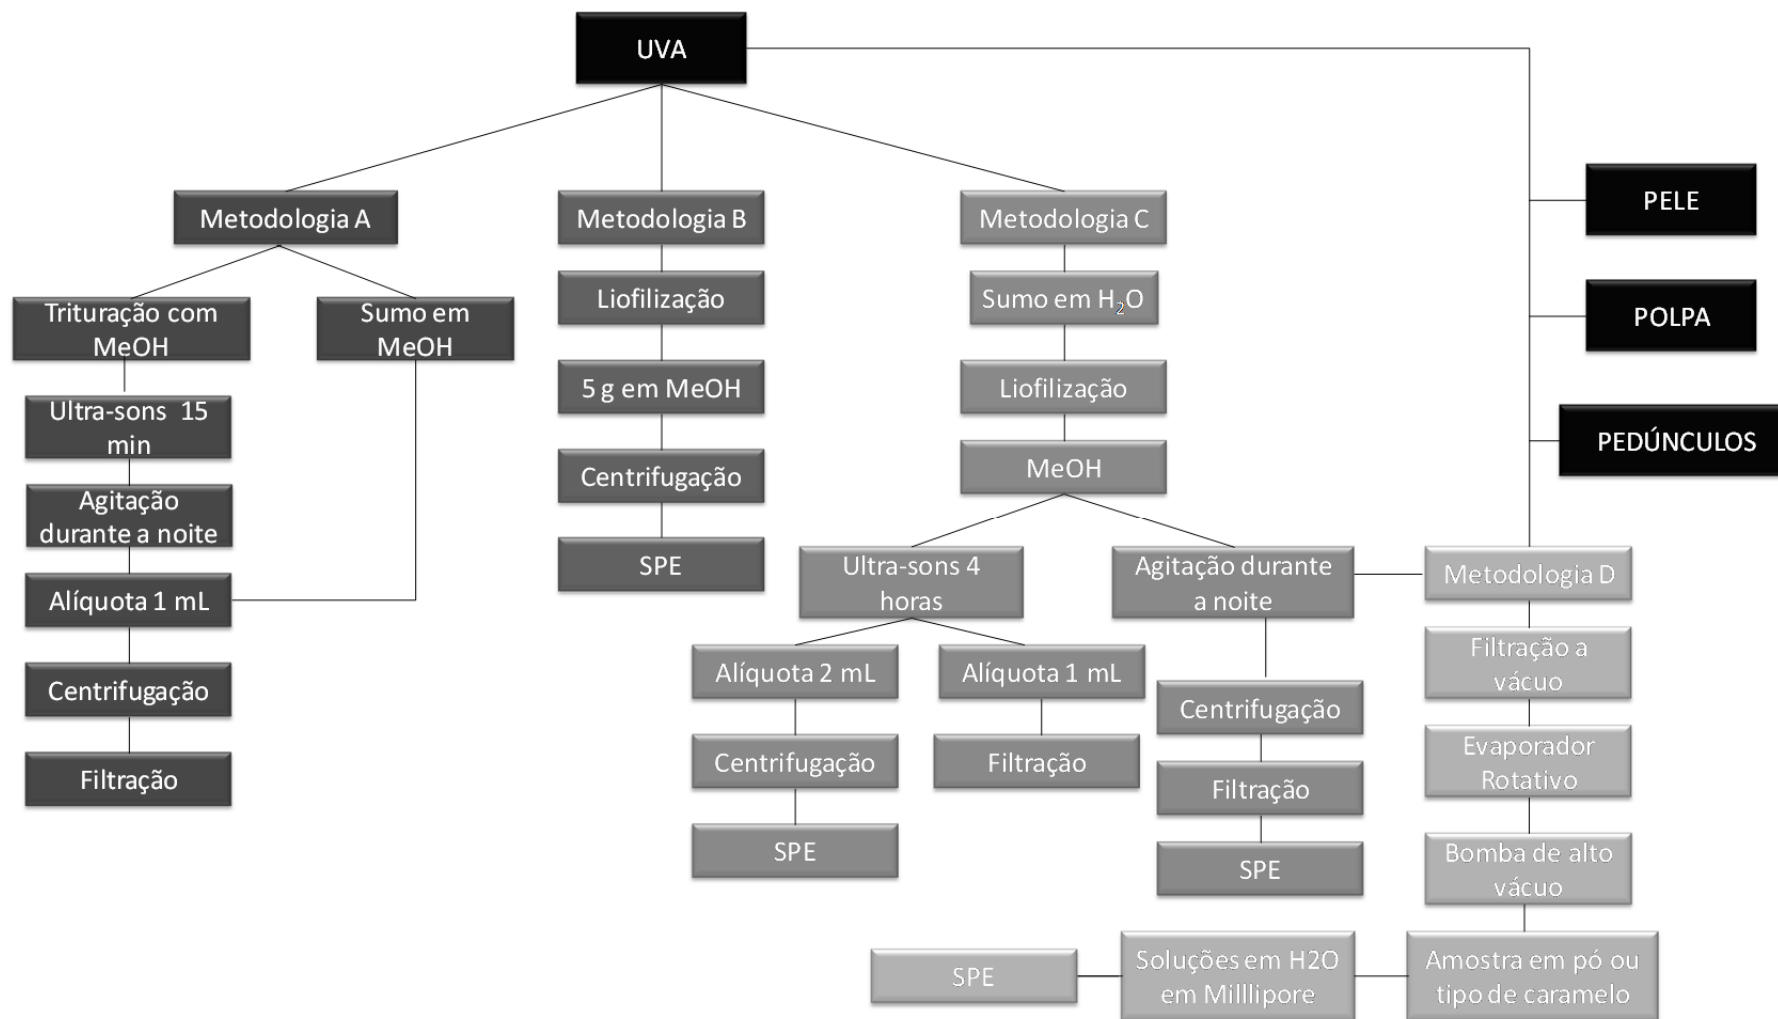 UVA
Metodologia A
Trituração com
MeOH
Sumo em
MeOH
Ultra-sons 15
min
Agitação
durante a noite
Alíquota 1 mL
Centrifugação
Filtração
Metodologia B
Liofilização
5 g em MeOH
Centrifugação
SPE
Metodologia C
Sumo em H₂O
Liofilização
MeOH
Ultra-sons 4
horas
Alíquota 2 mL
Centrifugação
SPE
Alíquota 1 mL
Filtração
Agitação durante
a noite
Centrifugação
Filtração
SPE
PELE
POLPA
PEDÚNCULOS
Metodologia D
Filtração a
vácuo
Evaporador
Rotativo
Bomba de alto
vácuo
Amostra em pó ou
tipo de caramelo
Soluções em H2O
em Milllipore
SPE